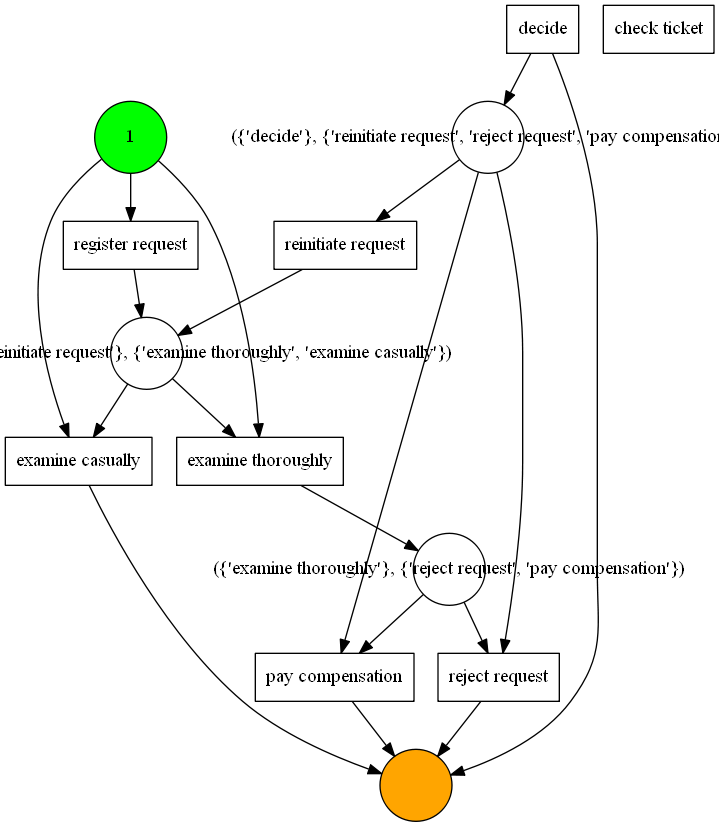 decide
check ticket
1
({'decide'}, {'reinitiate request', 'reject request', 'pay compensation
register request
reinitiate request
einitiate request'}, {'examine thoroughly', 'examine casually'})
examine casually
examine thoroughly
({'examine thoroughly'}, {'reject request', 'pay compensation'})
pay compensation
reject request